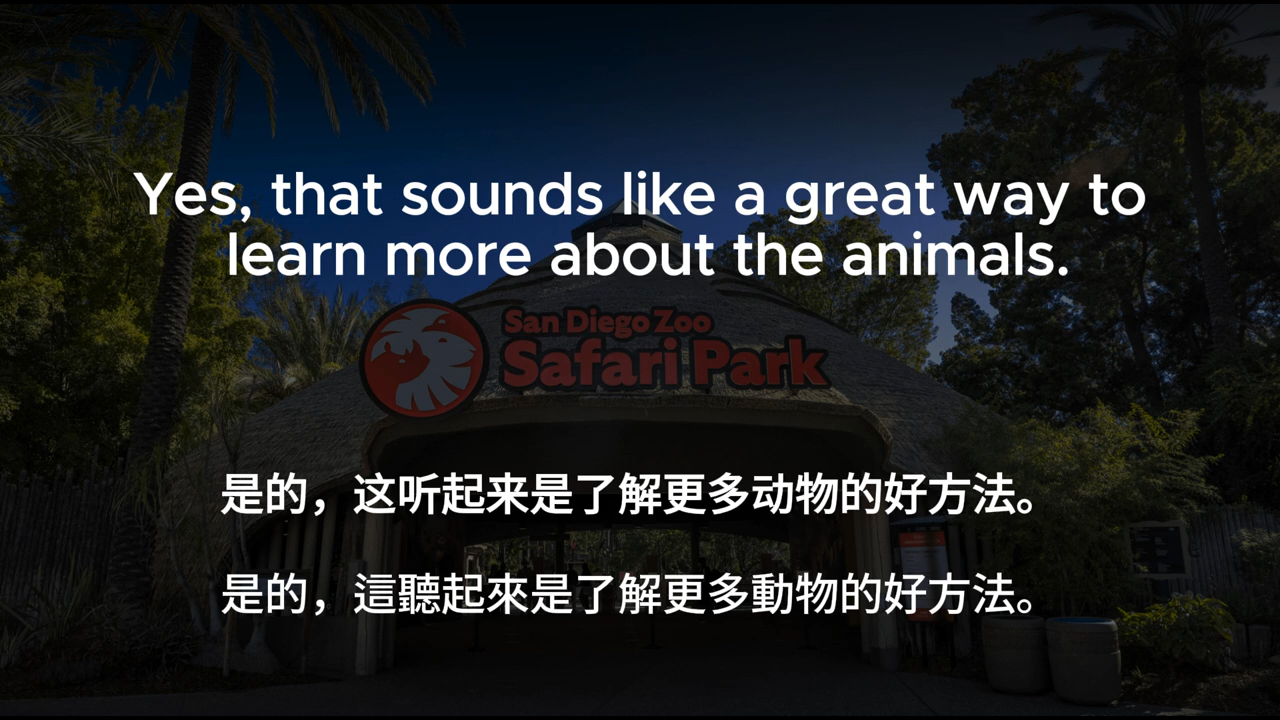 Yes, that sounds like a great way to
learn more about the animals.
San Diego Zoo
Safari Park
是的，这听起来是了解更多动物的好方法。
是的，這聽起來是了解更多動物的好方法。